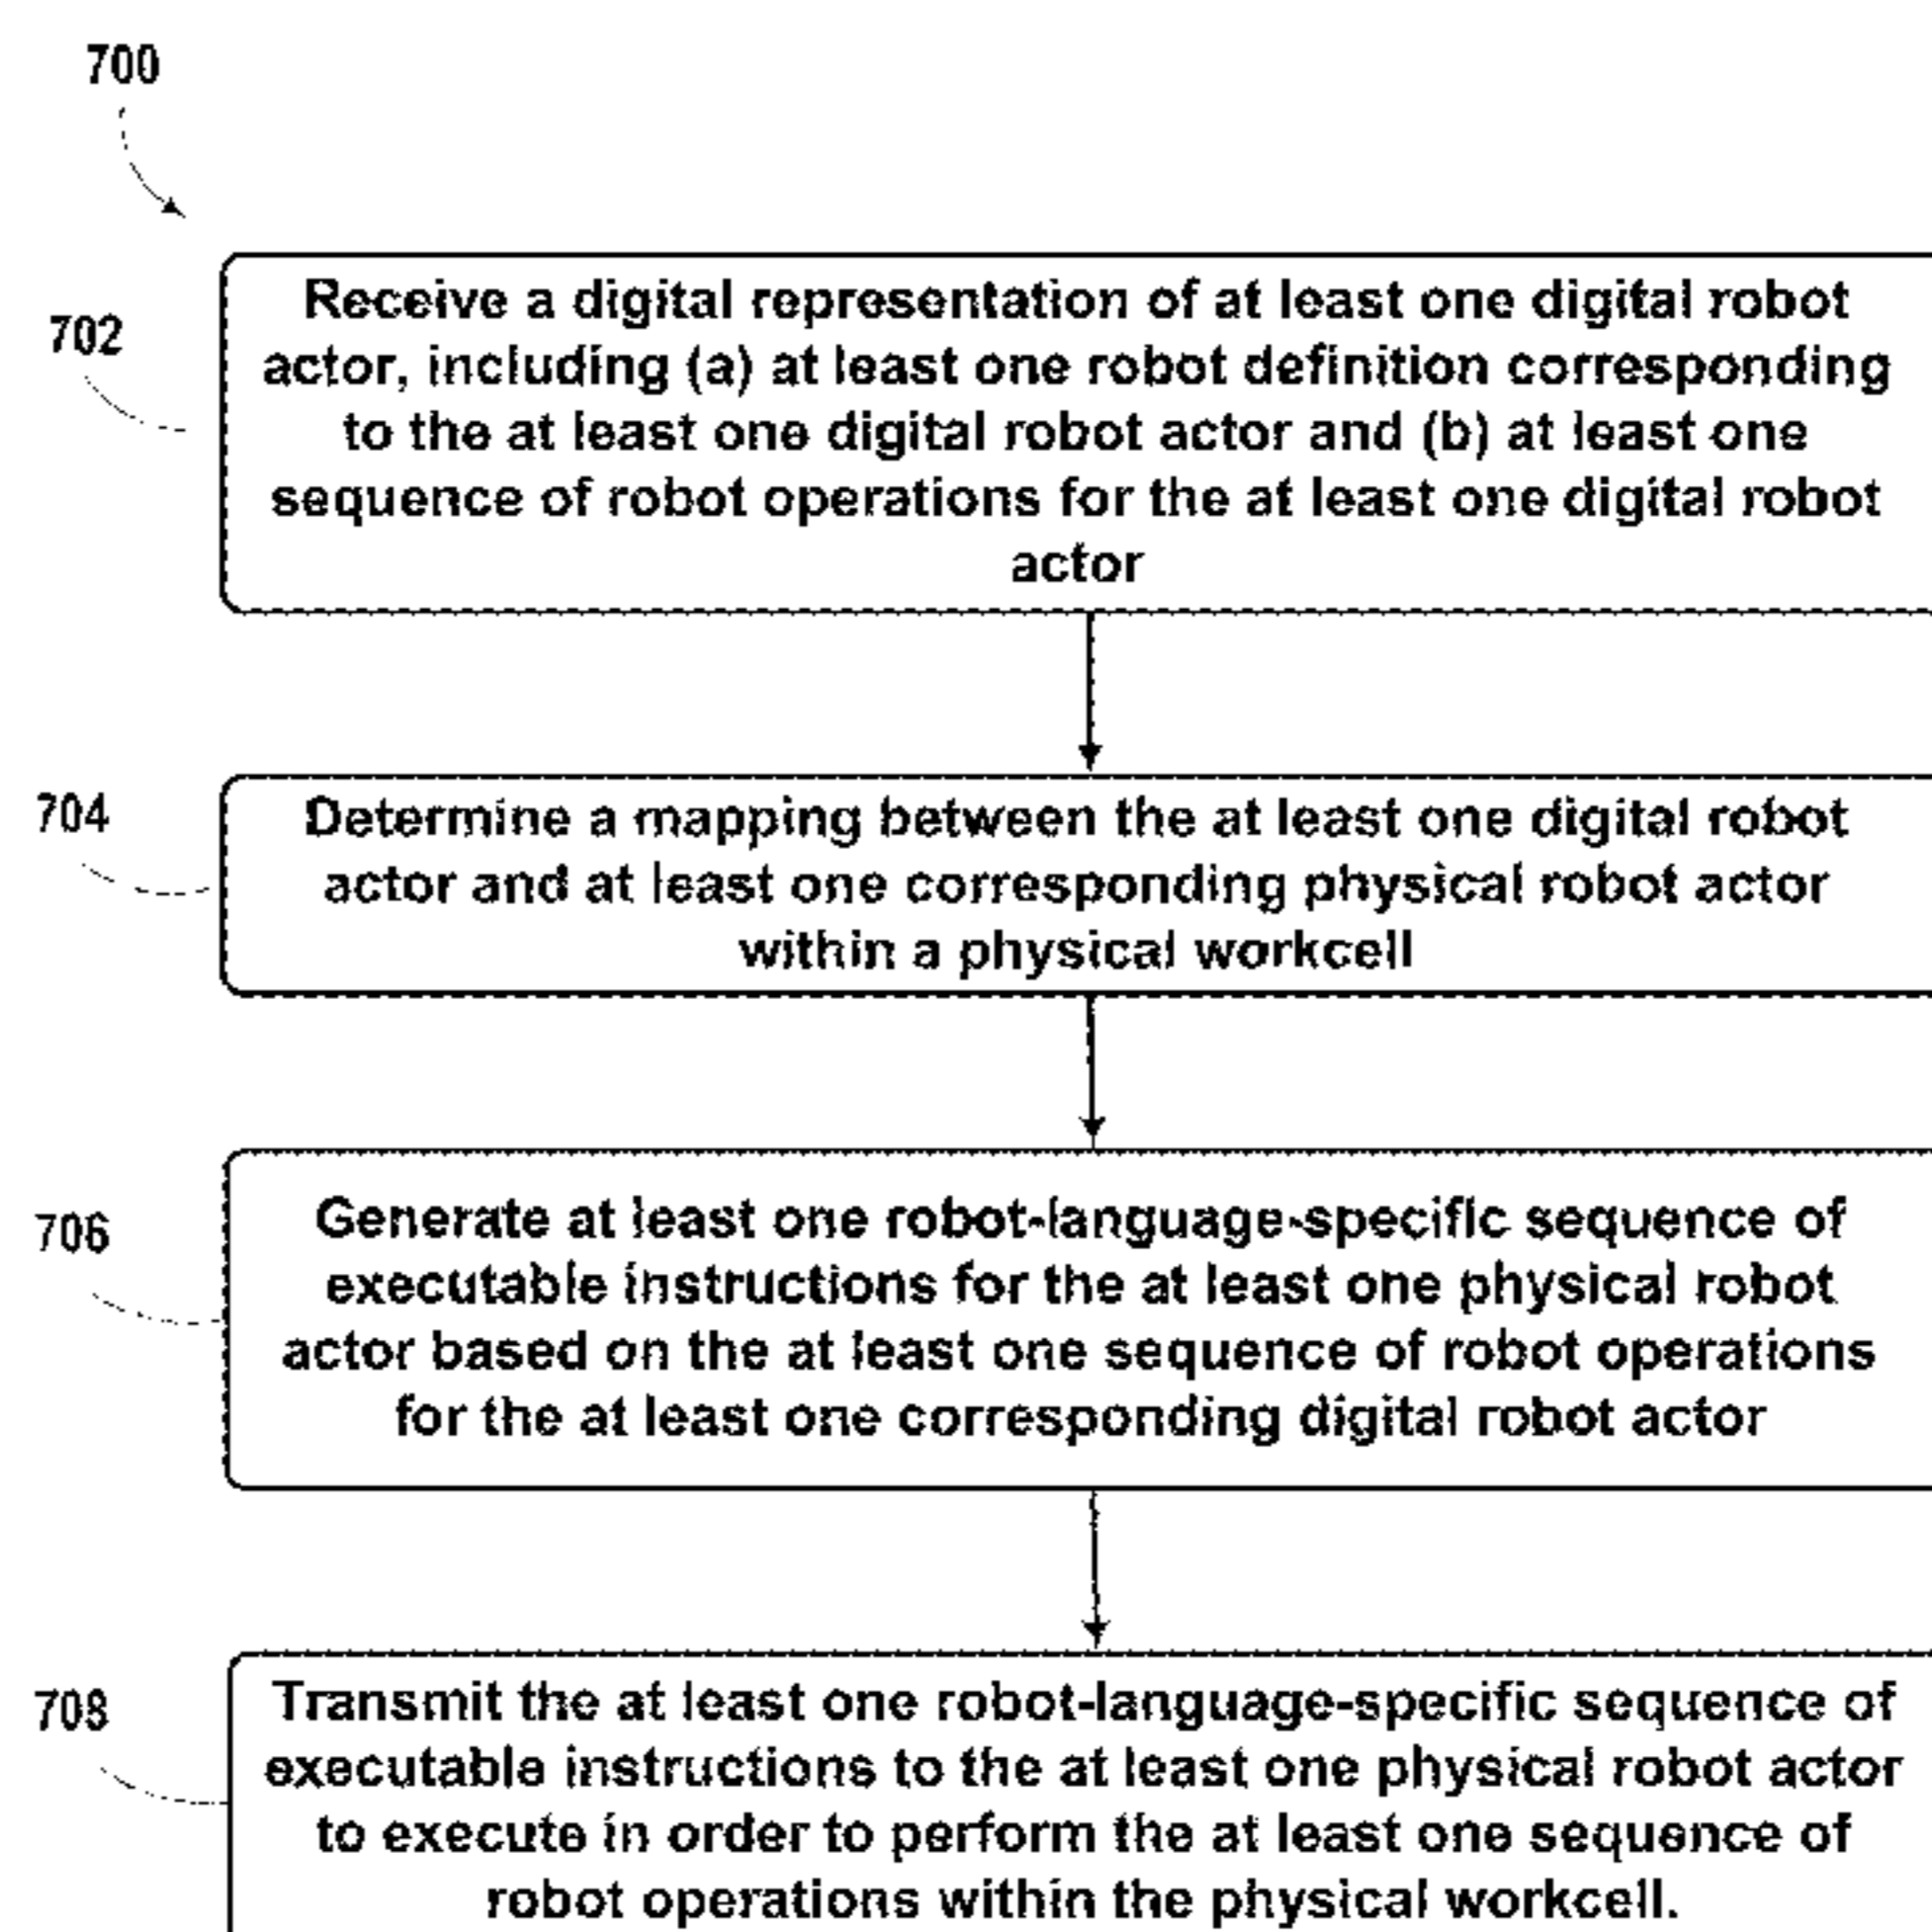 700
702
Receive a digital representation of at least one digital robot
actor, including (a) at least one robot definition corresponding
to the at least one digital robot actor and (b) at least one
sequence of robot operations for the at least one digital robot
actor
704
Determine a mapping between the at least one digital robot
actor and at least one corresponding physical robot actor
within a physical workcell
706
Generate at least one robot-language-specific sequence of
executable instructions for the at least one physical robot
actor based on the at least one sequence of robot operations
for the at least one corresponding digital robot actor
708
Transmit the at least one robot-language-specific sequence of
executable instructions to the at least one physical robot actor
to execute in order to perform the at least one sequence of
robot operations within the physical workcell.